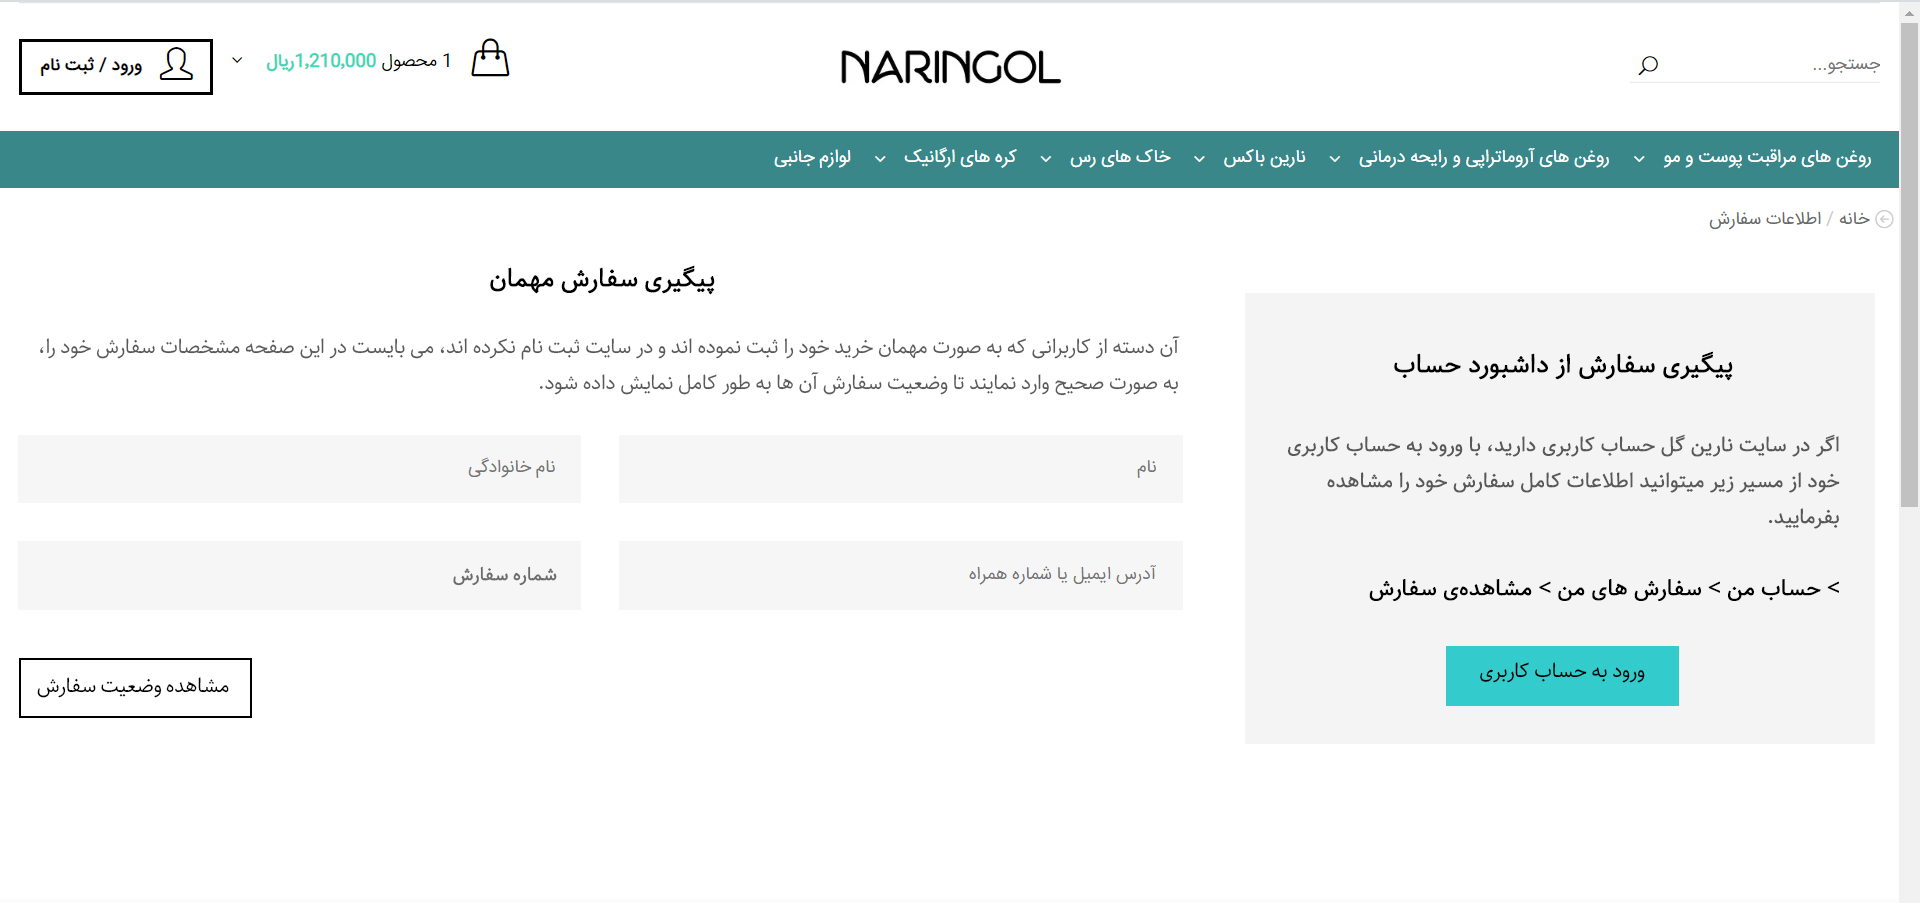 جستجو...
NARINGOL
1 محصول 1,210,000ریال
ورود / ثبت نام
روغن های مراقبت پوست و مو
روغن های آروماتراپی و رایحه درمانی
نارین باکس
خاک های رس
کره های ارگانیک
لوازم جانبی
خانه / اطلاعات سفارش
پیگیری سفارش از داشبورد حساب
اگر در سایت نارین گل حساب کاربری دارید، با ورود به حساب کاربری
خود از مسیر زیر میتوانید اطلاعات کامل سفارش خود را مشاهده
بفرمایید.
> حساب من > سفارش های من > مشاهده‌ی سفارش
ورود به حساب کاربری
پیگیری سفارش مهمان
آن دسته از کاربرانی که به صورت مهمان خرید خود را ثبت نموده اند و در سایت ثبت نام نکرده اند، می بایست در این صفحه مشخصات سفارش خود را،
به صورت صحیح وارد نمایند تا وضعیت سفارش آن ها به طور کامل نمایش داده شود.
نام
نام خانوادگی
آدرس ایمیل یا شماره همراه
شماره سفارش
مشاهده وضعیت سفارش